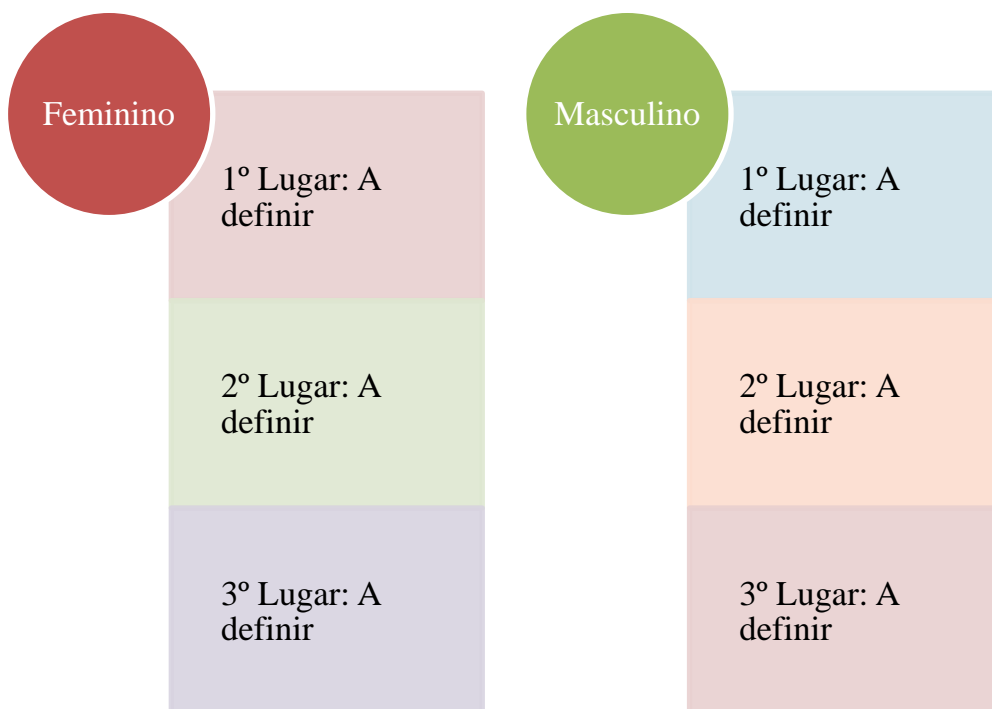 Feminino
1º Lugar: A
definir
2º Lugar: A
definir
3º Lugar: A
definir
Masculino
1º Lugar: A
definir
2º Lugar: A
definir
3º Lugar: A
definir